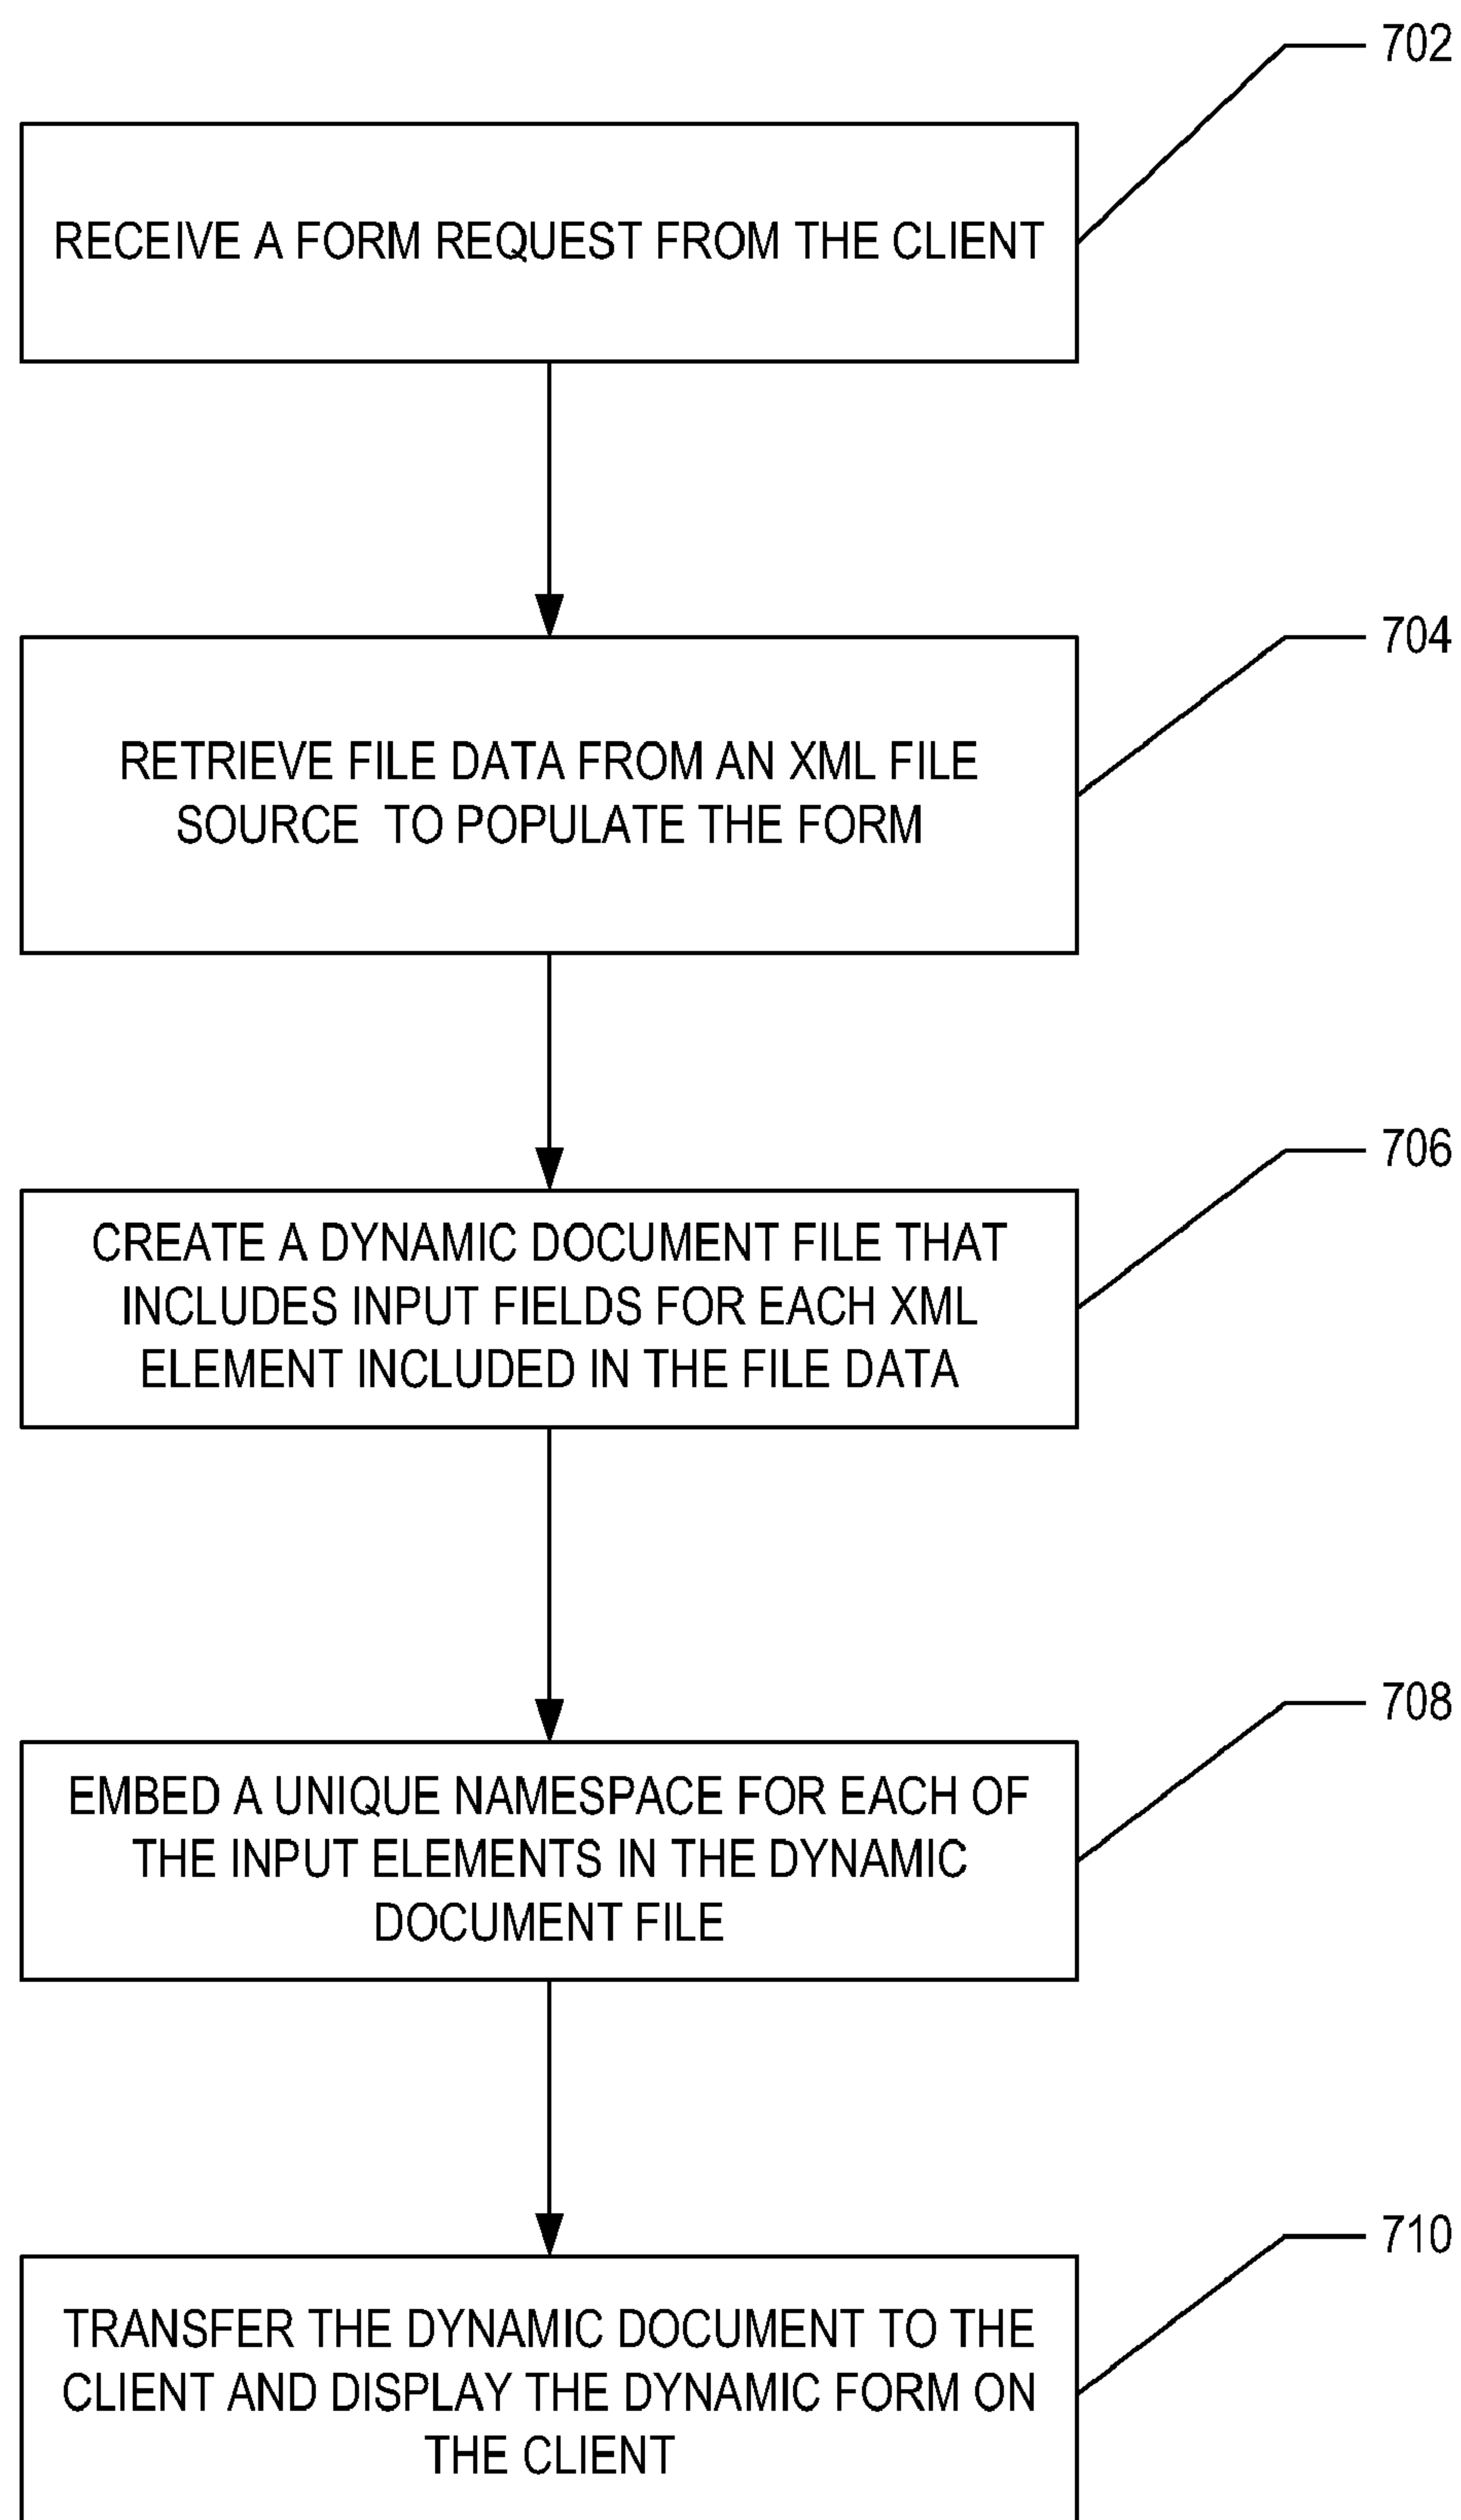 702
RECEIVE A FORM REQUEST FROM THE CLIENT
704
RETRIEVE FILE DATA FROM AN XML FILE
SOURCE TO POPULATE THE FORM
706
CREATE A DYNAMIC DOCUMENT FILE THAT
INCLUDES INPUT FIELDS FOR EACH XML
ELEMENT INCLUDED IN THE FILE DATA
708
EMBED A UNIQUE NAMESPACE FOR EACH OF
THE INPUT ELEMENTS IN THE DYNAMIC
DOCUMENT FILE
710
TRANSFER THE DYNAMIC DOCUMENT TO THE
CLIENT AND DISPLAY THE DYNAMIC FORM ON
THE CLIENT